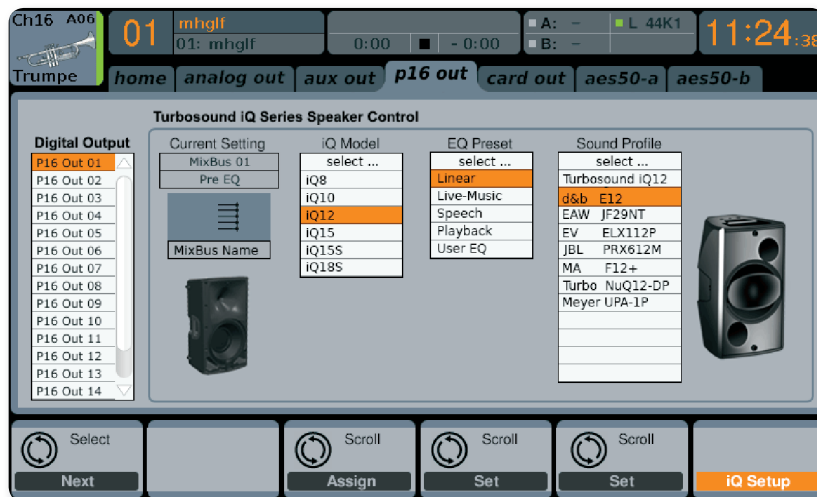 Ch16 A06
Trumpe
01
mhglf
01: mhglf
0:00 - 0:00
A: -
B: -
L 44K1
11:24:38
home analog out aux out p16 out card out aes50-a aes50-b
Turbosound iQ Series Speaker Control
Digital Output
P16 Out 01
P16 Out 02
P16 Out 03
P16 Out 04
P16 Out 05
P16 Out 06
P16 Out 07
P16 Out 08
P16 Out 09
P16 Out 10
P16 Out 11
P16 Out 12
P16 Out 13
P16 Out 14
Current Setting
MixBus 01
Pre EQ
MixBus Name
iQ Model
select ...
iQ8
iQ10
iQ12
iQ15
iQ15S
iQ18S
EQ Preset
select ...
Linear
Live-Music
Speech
Playback
User EQ
Sound Profile
select ...
Turbosound iQ12
d&b E12
EAW JF29NT
EV ELX112P
JBL PRX612M
MA F12+
Turbo NuQ12-DP
Meyer UPA-1P
Select
Next
Scroll
Assign
Scroll
Set
Scroll
Set
iQ Setup